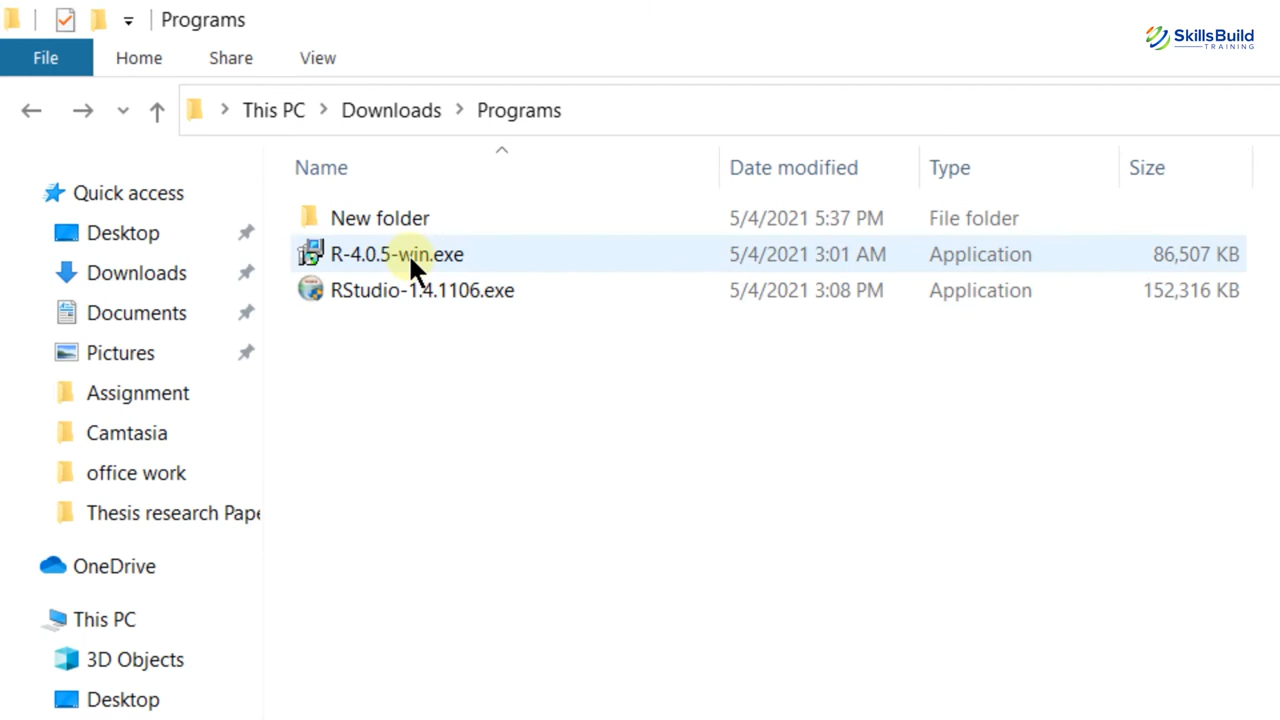 Programs
SkillsBuild
TRAINING
File Home Share View
This PC Downloads Programs
Name Date modified Type Size
Quick access
New folder 5/4/2021 5:37 PM File folder
Desktop
R-4.0.5-win.exe 5/4/2021 3:01 AM Application 86,507 KB
Downloads
RStudio-1.4.1106.exe 5/4/2021 3:08 PM Application 152,316 KB
Documents
Pictures
Assignment
Camtasia
office work
Thesis research Pape
OneDrive
This PC
3D Objects
Desktop